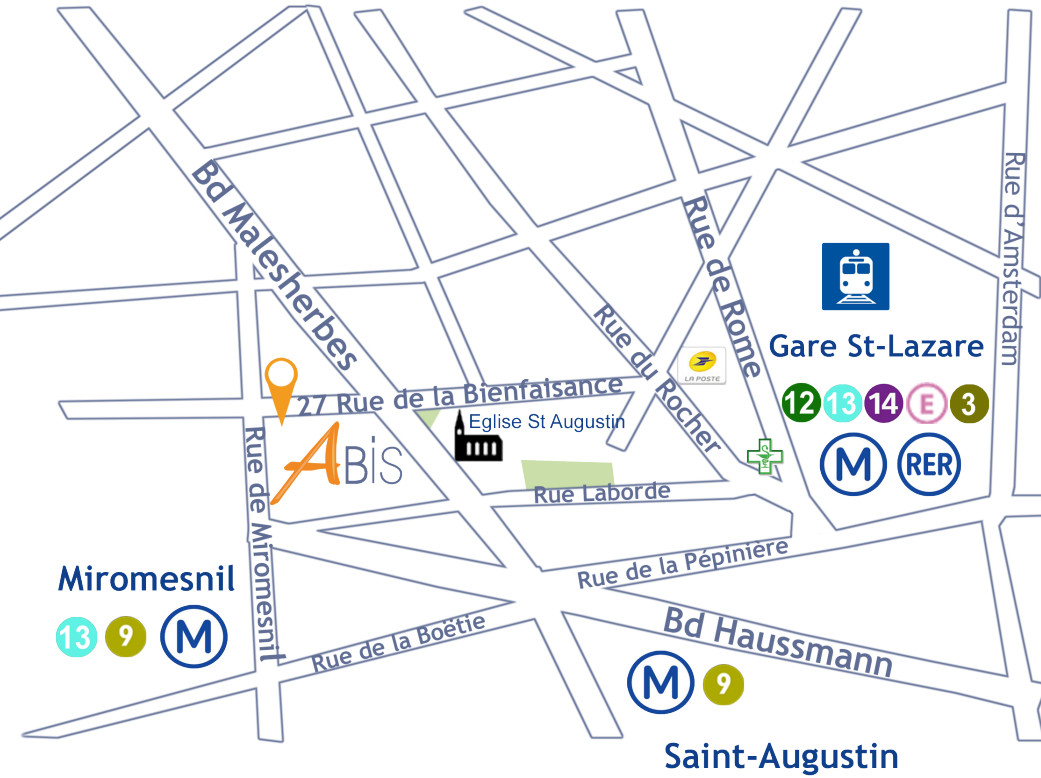 Bd Malesherbes
Rue de Rome
Rue d'Amsterdam
Rue du Rocher
LA POSTE
Gare St-Lazare
12 13 14 E 3
M RER
27 Rue de la Bienfaisance
Eglise St Augustin
ABiS
Rue de Miromesnil
Rue Laborde
Rue de la Pépinière
Miromesnil
13 9 M
Rue de la Boëtie
Bd Haussmann
M 9
Saint-Augustin